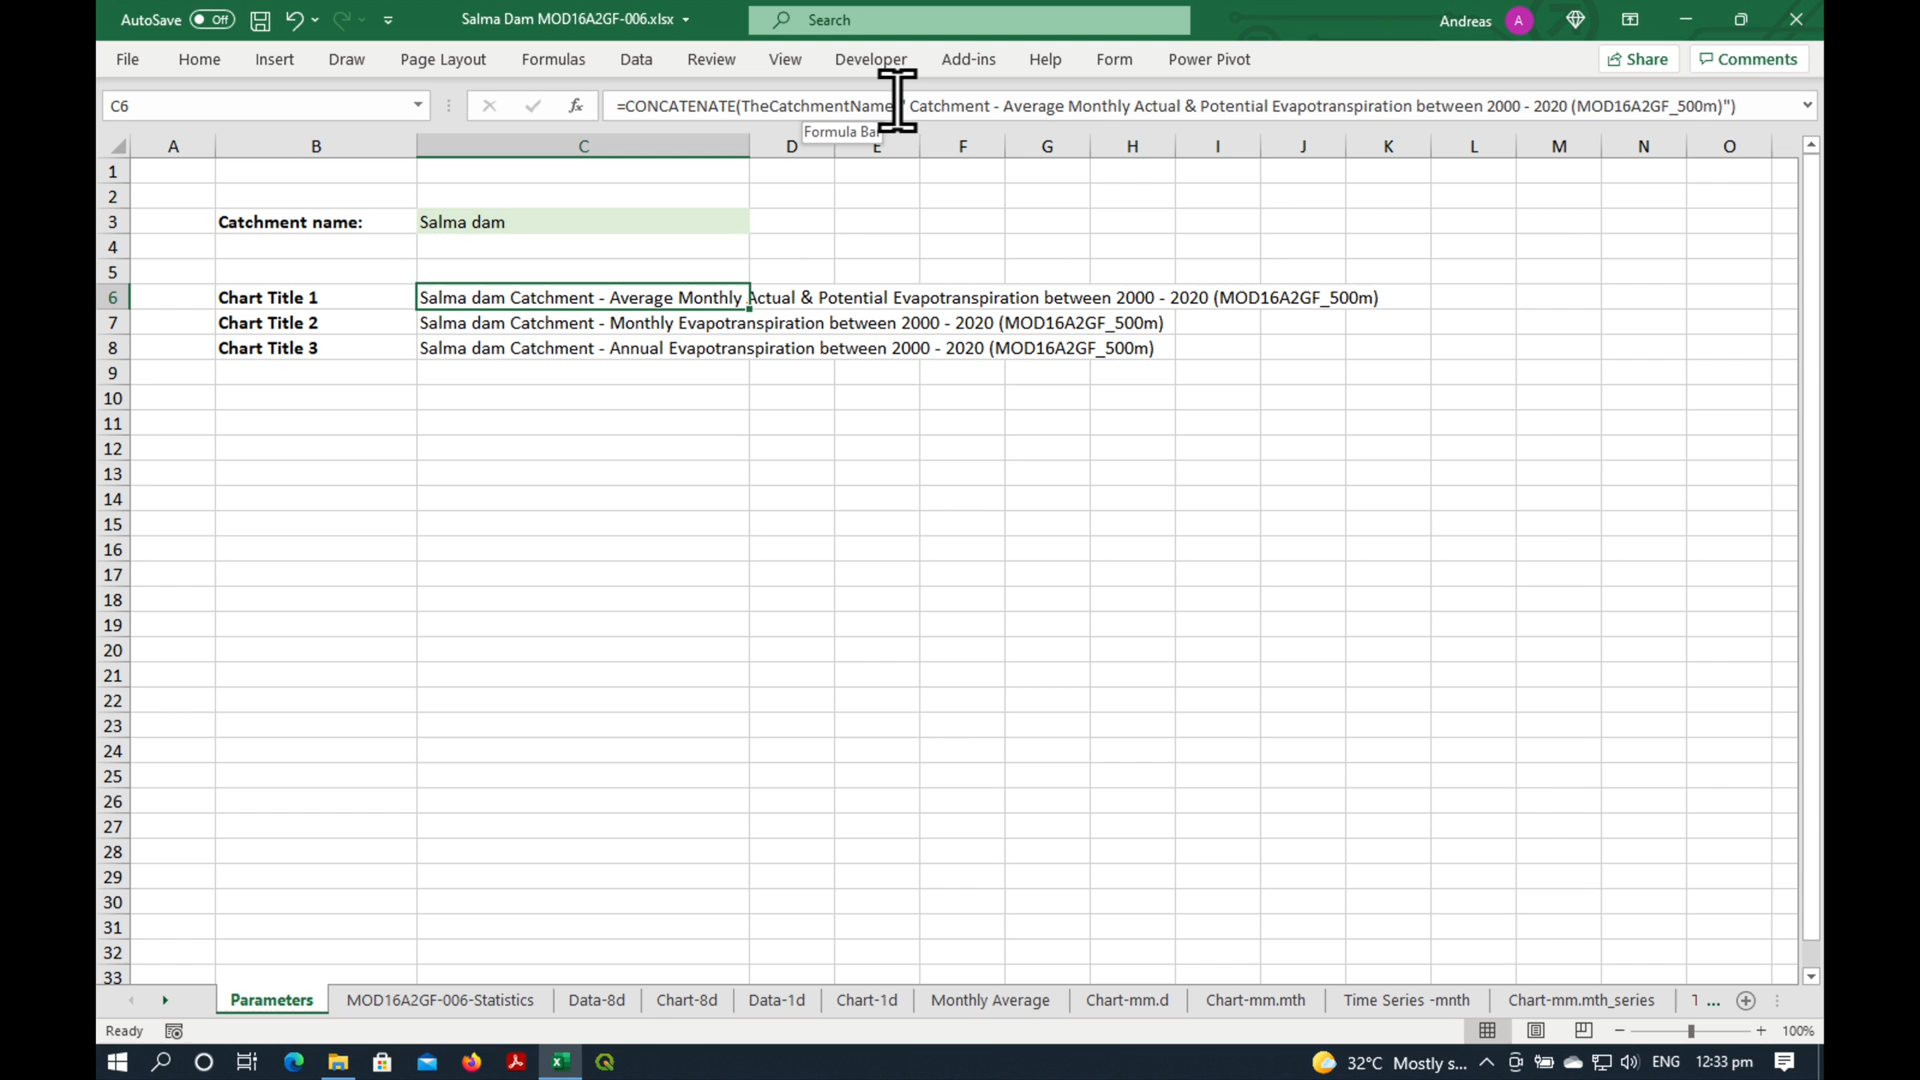 AutoSave Off Salma Dam MOD16A2GF-006.xlsx Search Andreas A
File Home Insert Draw Page Layout Formulas Data Review View Developer Add-ins Help Form Power Pivot Share Comments
C6 fx =CONCATENATE(TheCatchmentName " Catchment - Average Monthly Actual & Potential Evapotranspiration between 2000 - 2020 (MOD16A2GF_500m)")
Formula Bar
A B C D E F G H I J K L M N O
1
2
3 Catchment name: Salma dam
4
5
6 Chart Title 1 Salma dam Catchment - Average Monthly Actual & Potential Evapotranspiration between 2000 - 2020 (MOD16A2GF_500m)
7 Chart Title 2 Salma dam Catchment - Monthly Evapotranspiration between 2000 - 2020 (MOD16A2GF_500m)
8 Chart Title 3 Salma dam Catchment - Annual Evapotranspiration between 2000 - 2020 (MOD16A2GF_500m)
9
10
11
12
13
14
15
16
17
18
19
20
21
22
23
24
25
26
27
28
29
30
31
32
33
Parameters MOD16A2GF-006-Statistics Data-8d Chart-8d Data-1d Chart-1d Monthly Average Chart-mm.d Chart-mm.mth Time Series -mnth Chart-mm.mth_series ...
Ready 100%
32°C Mostly s... ENG 12:33 pm